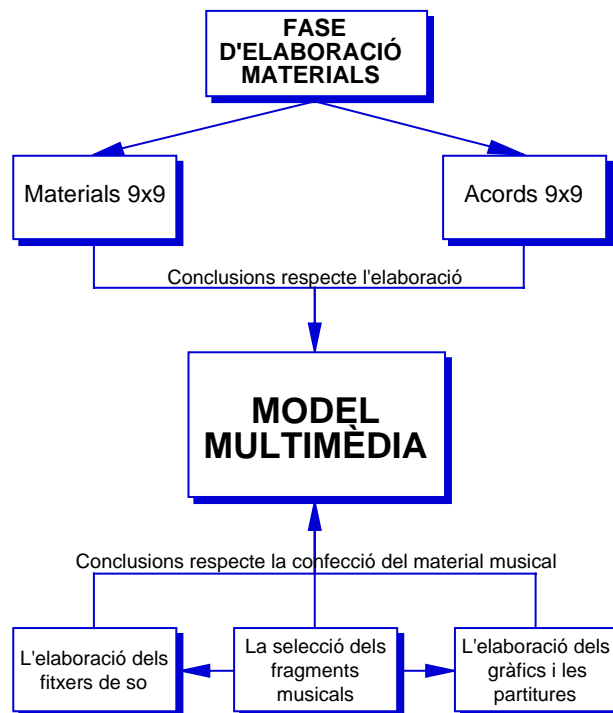 FASE
D'ELABORACIÓ
MATERIALS
Materials 9x9
Acords 9x9
Conclusions respecte l'elaboració
MODEL
MULTIMÈDIA
Conclusions respecte la confecció del material musical
L'elaboració dels
fitxers de so
La selecció dels
fragments
musicals
L'elaboració dels
gràfics i les
partitures